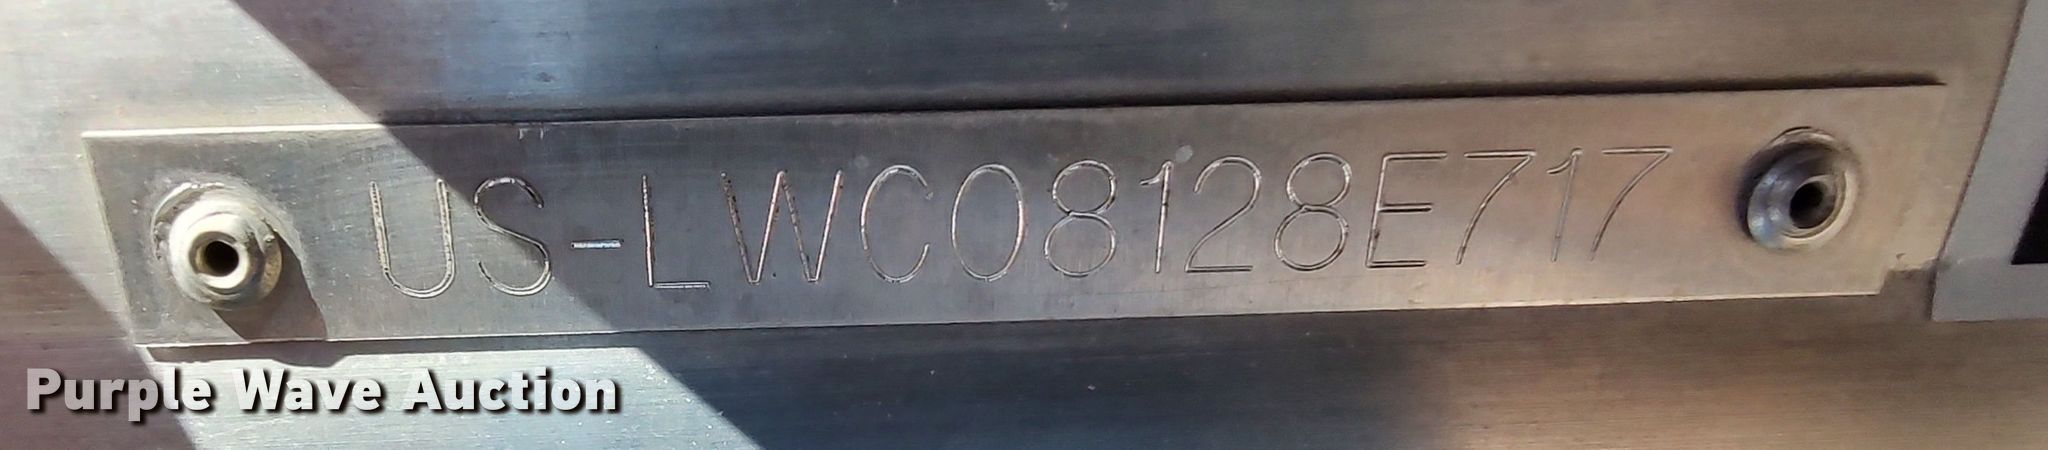 US-LWC08128E717
Purple Wave Auction